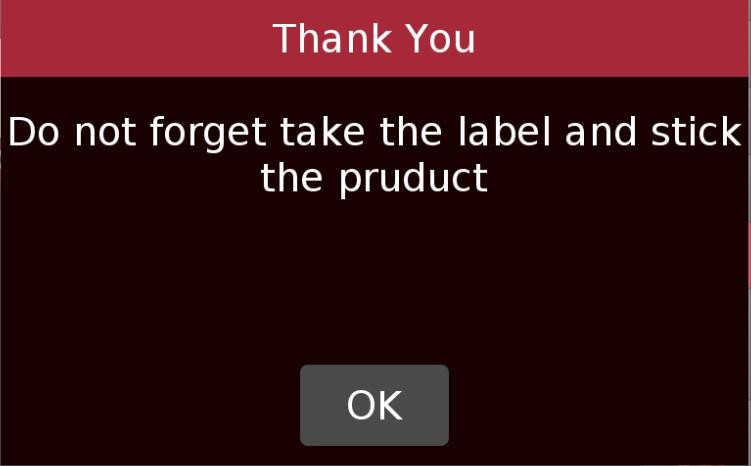 Thank You
Do not forget take the label and stick
the pruduct
OK